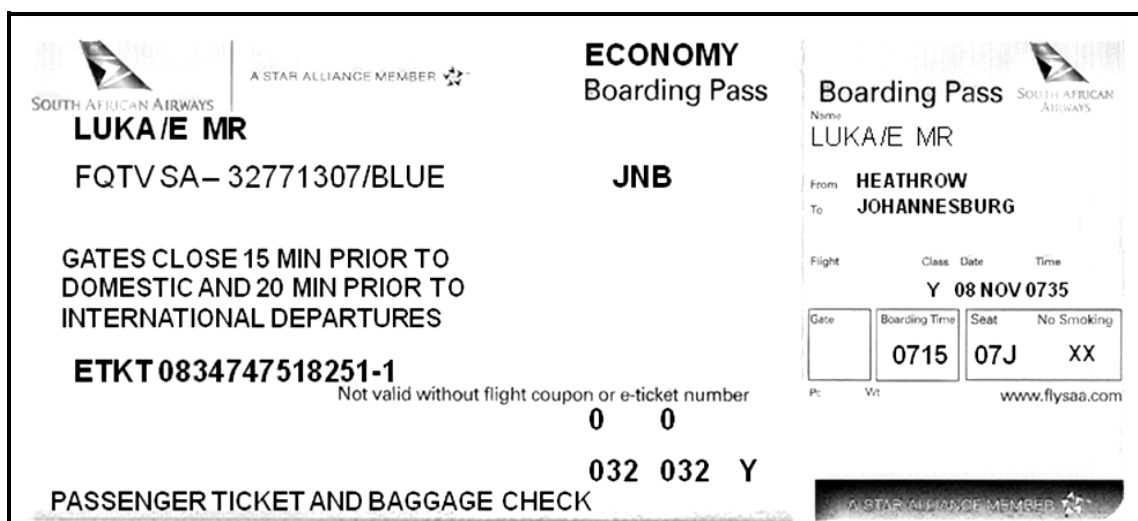 SOUTH AFRICAN AIRWAYS
A STAR ALLIANCE MEMBER
LUKA/E MR
FQTV SA– 32771307/BLUE
GATES CLOSE 15 MIN PRIOR TO
DOMESTIC AND 20 MIN PRIOR TO
INTERNATIONAL DEPARTURES
ETKT 0834747518251-1
Not valid without flight coupon or e-ticket number
ECONOMY
Boarding Pass
JNB
0 0
032 032 Y
PASSENGER TICKET AND BAGGAGE CHECK
Boarding Pass
SOUTH AFRICAN
AIRWAYS
Name
LUKA/E MR
From HEATHROW
To JOHANNESBURG
Flight Class Date Time
Y 08 NOV 0735
Gate Boarding Time Seat No Smoking
0715 07J XX
Pc Wt www.flysaa.com
A STAR ALLIANCE MEMBER